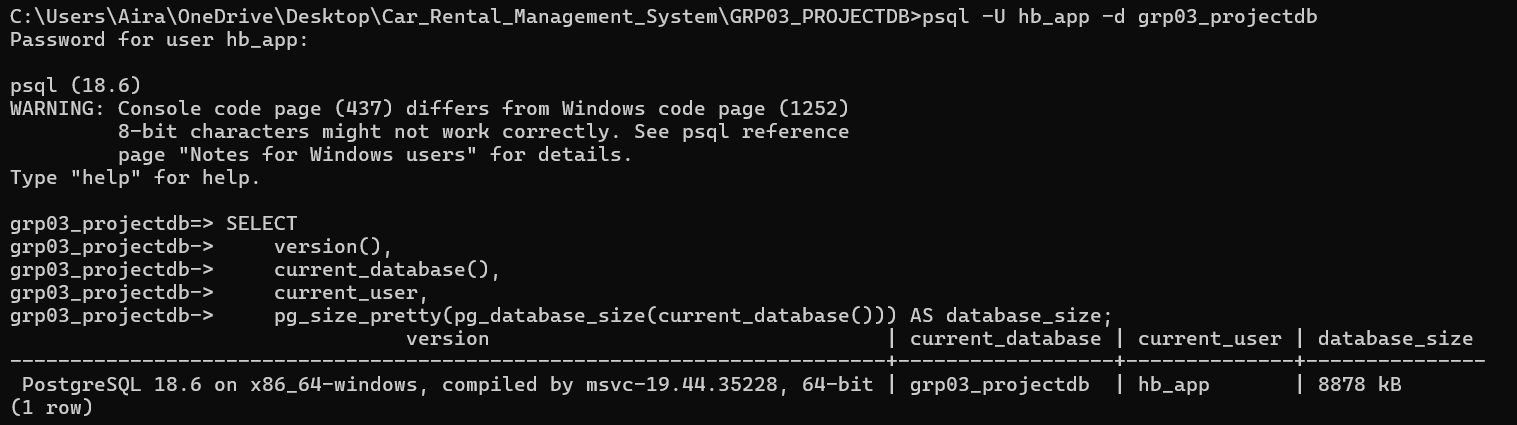 C:\Users\Aira\OneDrive\Desktop\Car_Rental_Management_System\GRP03_PROJECTDB>psql -U hb_app -d grp03_projectdb
Password for user hb_app:

psql (18.6)
WARNING: Console code page (437) differs from Windows code page (1252)
         8-bit characters might not work correctly. See psql reference
         page "Notes for Windows users" for details.
Type "help" for help.

grp03_projectdb=> SELECT
grp03_projectdb->     version(),
grp03_projectdb->     current_database(),
grp03_projectdb->     current_user,
grp03_projectdb->     pg_size_pretty(pg_database_size(current_database())) AS database_size;
                                 version                                 | current_database | current_user | database_size
-------------------------------------------------------------------------+------------------+--------------+---------------
 PostgreSQL 18.6 on x86_64-windows, compiled by msvc-19.44.35228, 64-bit | grp03_projectdb  | hb_app       | 8878 kB
(1 row)